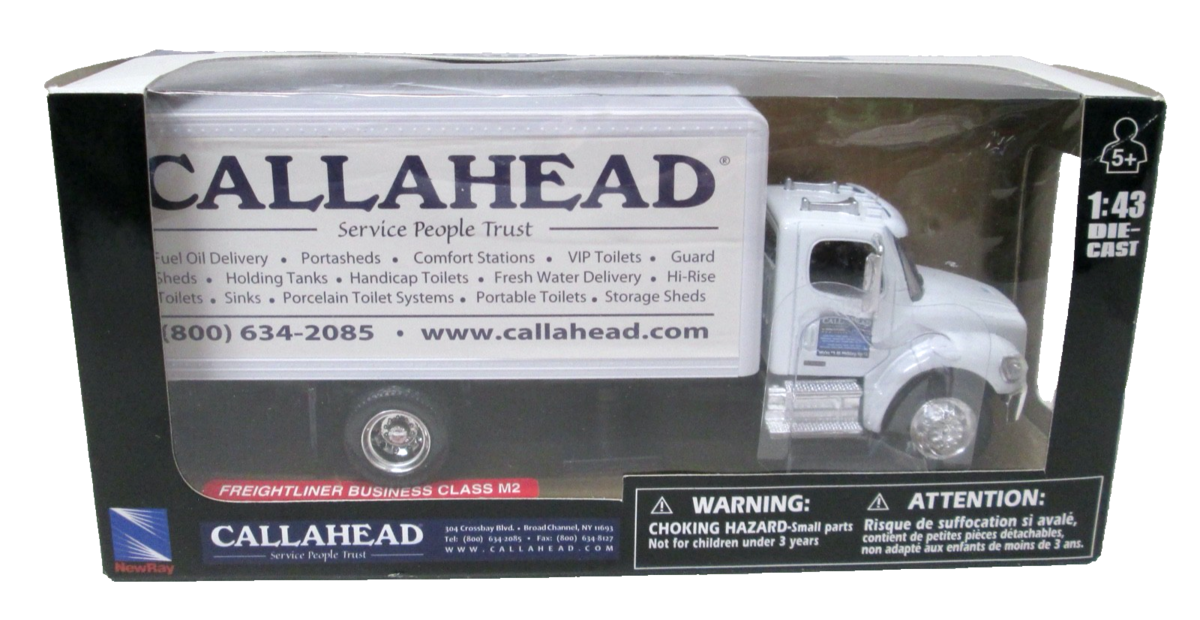 CALLAHEAD®
Service People Trust
Fuel Oil Delivery • Portasheds • Comfort Stations • VIP Toilets • Guard
Sheds • Holding Tanks • Handicap Toilets • Fresh Water Delivery • Hi-Rise
Toilets • Sinks • Porcelain Toilet Systems • Portable Toilets • Storage Sheds
(800) 634-2085 • www.callahead.com
5+
1:43
DIE-
CAST
CALLAHEAD
FREIGHTLINER BUSINESS CLASS M2
NewRay
CALLAHEAD
Service People Trust
304 Crossbay Blvd. • Broad Channel, NY 11693
Tel: (800) 634-2085 • Fax: (800) 634-8127
WWW.CALLAHEAD.COM
⚠ WARNING:
CHOKING HAZARD-Small parts
Not for children under 3 years
⚠ ATTENTION:
Risque de suffocation si avalé,
contient de petites pièces détachables,
non adapté aux enfants de moins de 3 ans.